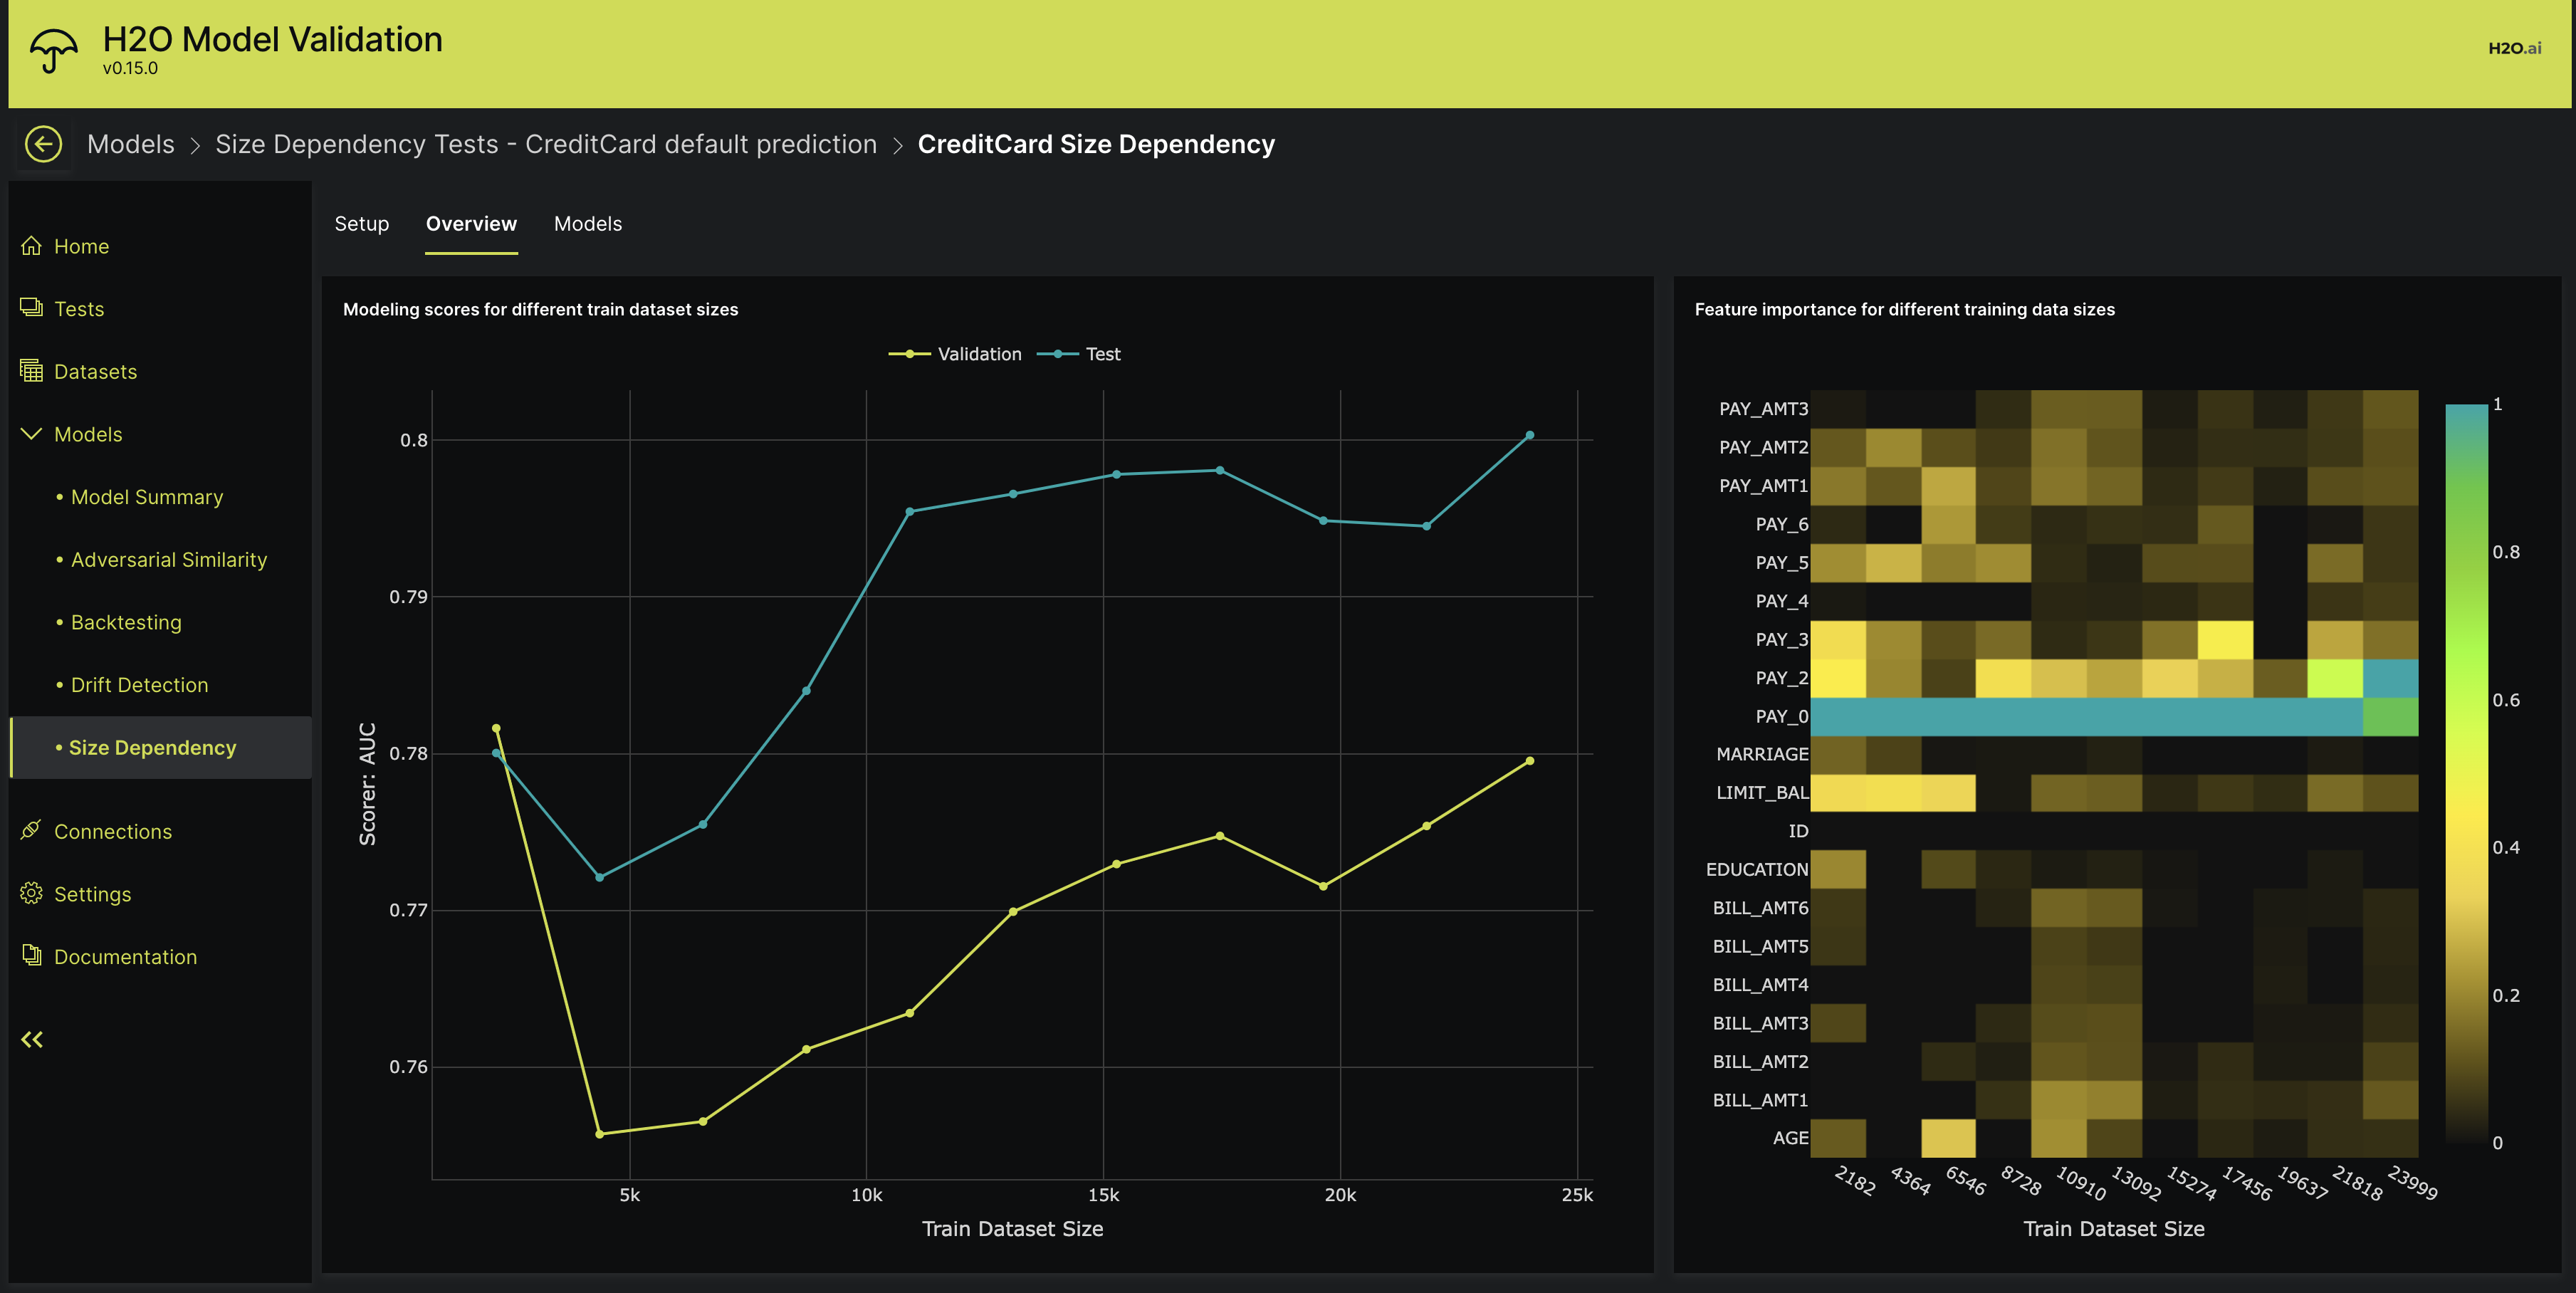 H2O Model Validation
v0.15.0
H2O.ai
Models > Size Dependency Tests - CreditCard default prediction > CreditCard Size Dependency
Home
Tests
Datasets
Models
• Model Summary
• Adversarial Similarity
• Backtesting
• Drift Detection
• Size Dependency
Connections
Settings
Documentation
Setup Overview Models
Modeling scores for different train dataset sizes
Validation Test
Scorer: AUC
0.8
0.79
0.78
0.77
0.76
5k 10k 15k 20k 25k
Train Dataset Size
Feature importance for different training data sizes
PAY_AMT3
PAY_AMT2
PAY_AMT1
PAY_6
PAY_5
PAY_4
PAY_3
PAY_2
PAY_0
MARRIAGE
LIMIT_BAL
ID
EDUCATION
BILL_AMT6
BILL_AMT5
BILL_AMT4
BILL_AMT3
BILL_AMT2
BILL_AMT1
AGE
2182 4364 6546 8728 10910 13092 15274 17456 19637 21818 23999
Train Dataset Size
1
0.8
0.6
0.4
0.2
0